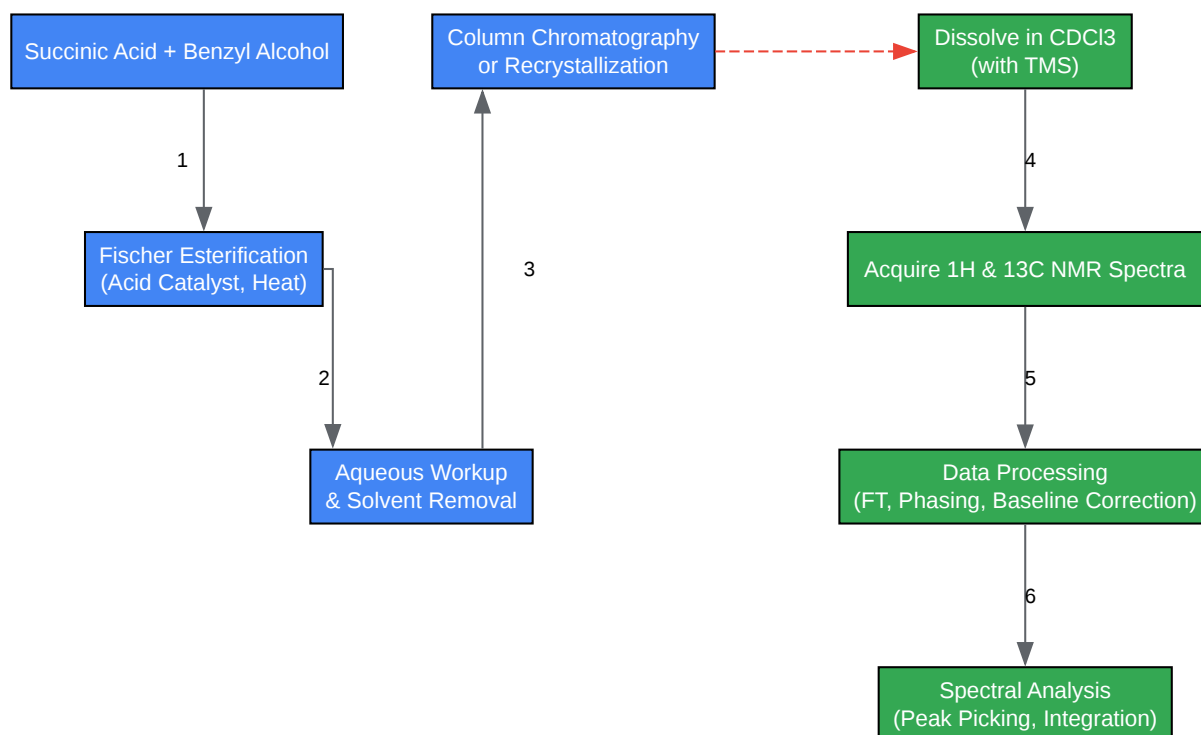 Succinic Acid + Benzyl Alcohol
1
Fischer Esterification
(Acid Catalyst, Heat)
2
Aqueous Workup
& Solvent Removal
3
Column Chromatography
or Recrystallization
Dissolve in CDCl3
(with TMS)
4
Acquire 1H & 13C NMR Spectra
5
Data Processing
(FT, Phasing, Baseline Correction)
6
Spectral Analysis
(Peak Picking, Integration)